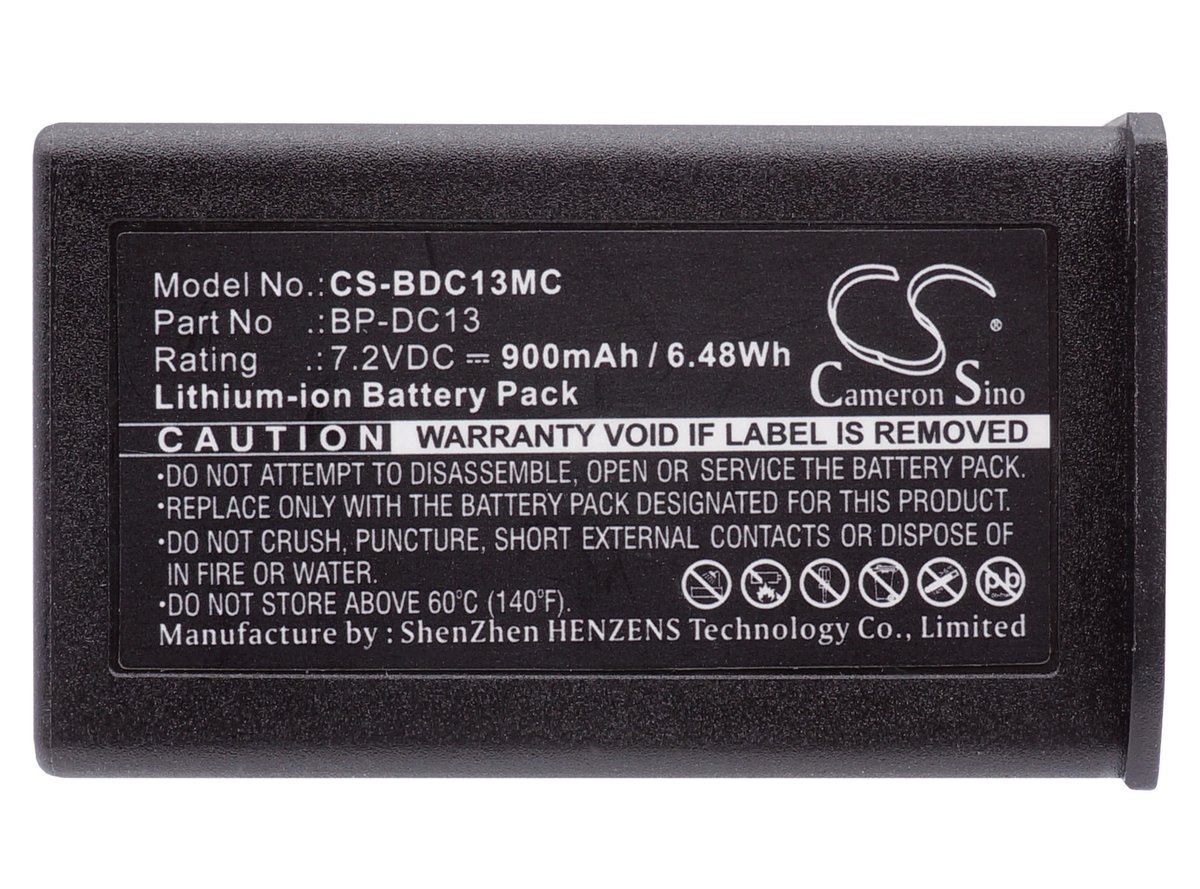 Model No.: CS-BDC13MC
Part No .: BP-DC13
Rating .: 7.2VDC ⎓ 900mAh / 6.48Wh
Lithium-ion Battery Pack
CS ®
Cameron Sino
CAUTION WARRANTY VOID IF LABEL IS REMOVED
•DO NOT ATTEMPT TO DISASSEMBLE, OPEN OR SERVICE THE BATTERY PACK.
•REPLACE ONLY WITH THE BATTERY PACK DESIGNATED FOR THIS PRODUCT.
•DO NOT CRUSH, PUNCTURE, SHORT EXTERNAL CONTACTS OR DISPOSE OF
IN FIRE OR WATER.
•DO NOT STORE ABOVE 60°C (140°F).
Manufacture by : ShenZhen HENZENS Technology Co., Limited